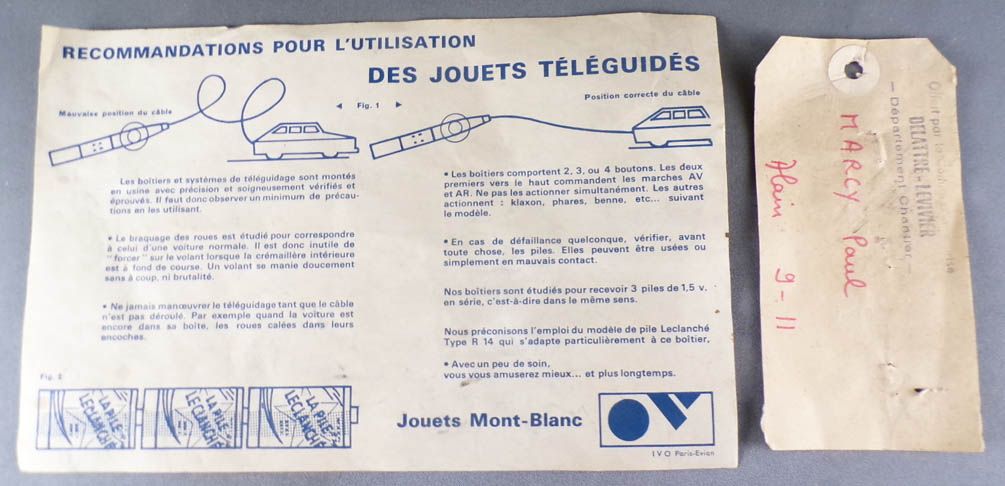 RECOMMANDATIONS POUR L'UTILISATION
DES JOUETS TÉLÉGUIDÉS
Mauvaise position du câble
◄ Fig. 1 ►
Position correcte du câble
Les boîtiers et systèmes de téléguidage sont montés
en usine avec précision et soigneusement vérifiés et
éprouvés. Il faut donc observer un minimum de précau-
tions en les utilisant.
• Le braquage des roues est étudié pour correspondre
à celui d'une voiture normale. Il est donc inutile de
"forcer" sur le volant lorsque la crémaillère intérieure
est à fond de course. Un volant se manie doucement
sans à coup, ni brutalité.
• Ne jamais manœuvrer le téléguidage tant que le câble
n'est pas déroulé. Par exemple quand la voiture est
encore dans sa boîte, les roues calées dans leurs
encoches.
Fig. 2
LA PILE
LECLANCHÉ
LA PILE
LECLANCHÉ
LA PILE
LECLANCHÉ
• Les boîtiers comportent 2, 3, ou 4 boutons. Les deux
premiers vers le haut commandent les marches AV
et AR. Ne pas les actionner simultanément. Les autres
actionnent : klaxon, phares, benne, etc... suivant
le modèle.
• En cas de défaillance quelconque, vérifier, avant
toute chose, les piles. Elles peuvent être usées ou
simplement en mauvais contact.
Nos boîtiers sont étudiés pour recevoir 3 piles de 1,5 v.
en série, c'est-à-dire dans le même sens.
Nous préconisons l'emploi du modèle de pile Leclanché
Type R 14 qui s'adapte particulièrement à ce boîtier.
• Avec un peu de soin,
vous vous amuserez mieux... et plus longtemps.
Jouets Mont-Blanc
IVO Paris-Evian
Offert par
DELATTRE-LEVIVIER
— Département Chantier
MARCY Paul
9-11